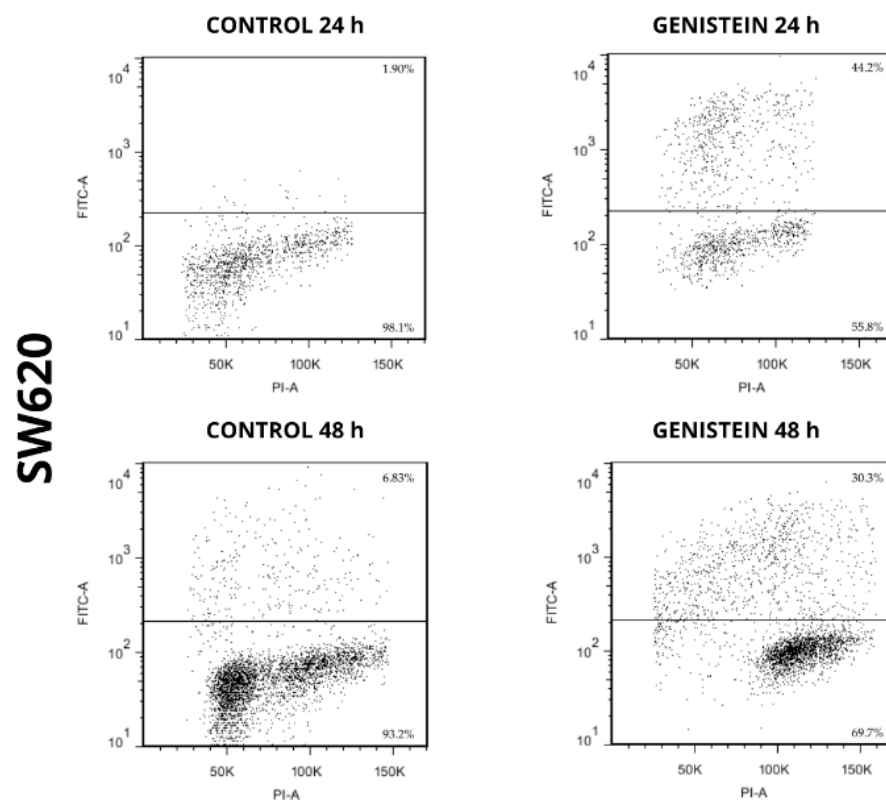 CONTROL 24 h
GENISTEIN 24 h
10^4
10^3
10^2
10^1
FITC-A
1.90%
98.1%
50K 100K 150K
PI-A
10^4
10^3
10^2
10^1
FITC-A
44.2%
55.8%
50K 100K 150K
PI-A
SW620
CONTROL 48 h
GENISTEIN 48 h
10^4
10^3
10^2
10^1
FITC-A
6.83%
93.2%
50K 100K 150K
PI-A
10^4
10^3
10^2
10^1
FITC-A
30.3%
69.7%
50K 100K 150K
PI-A